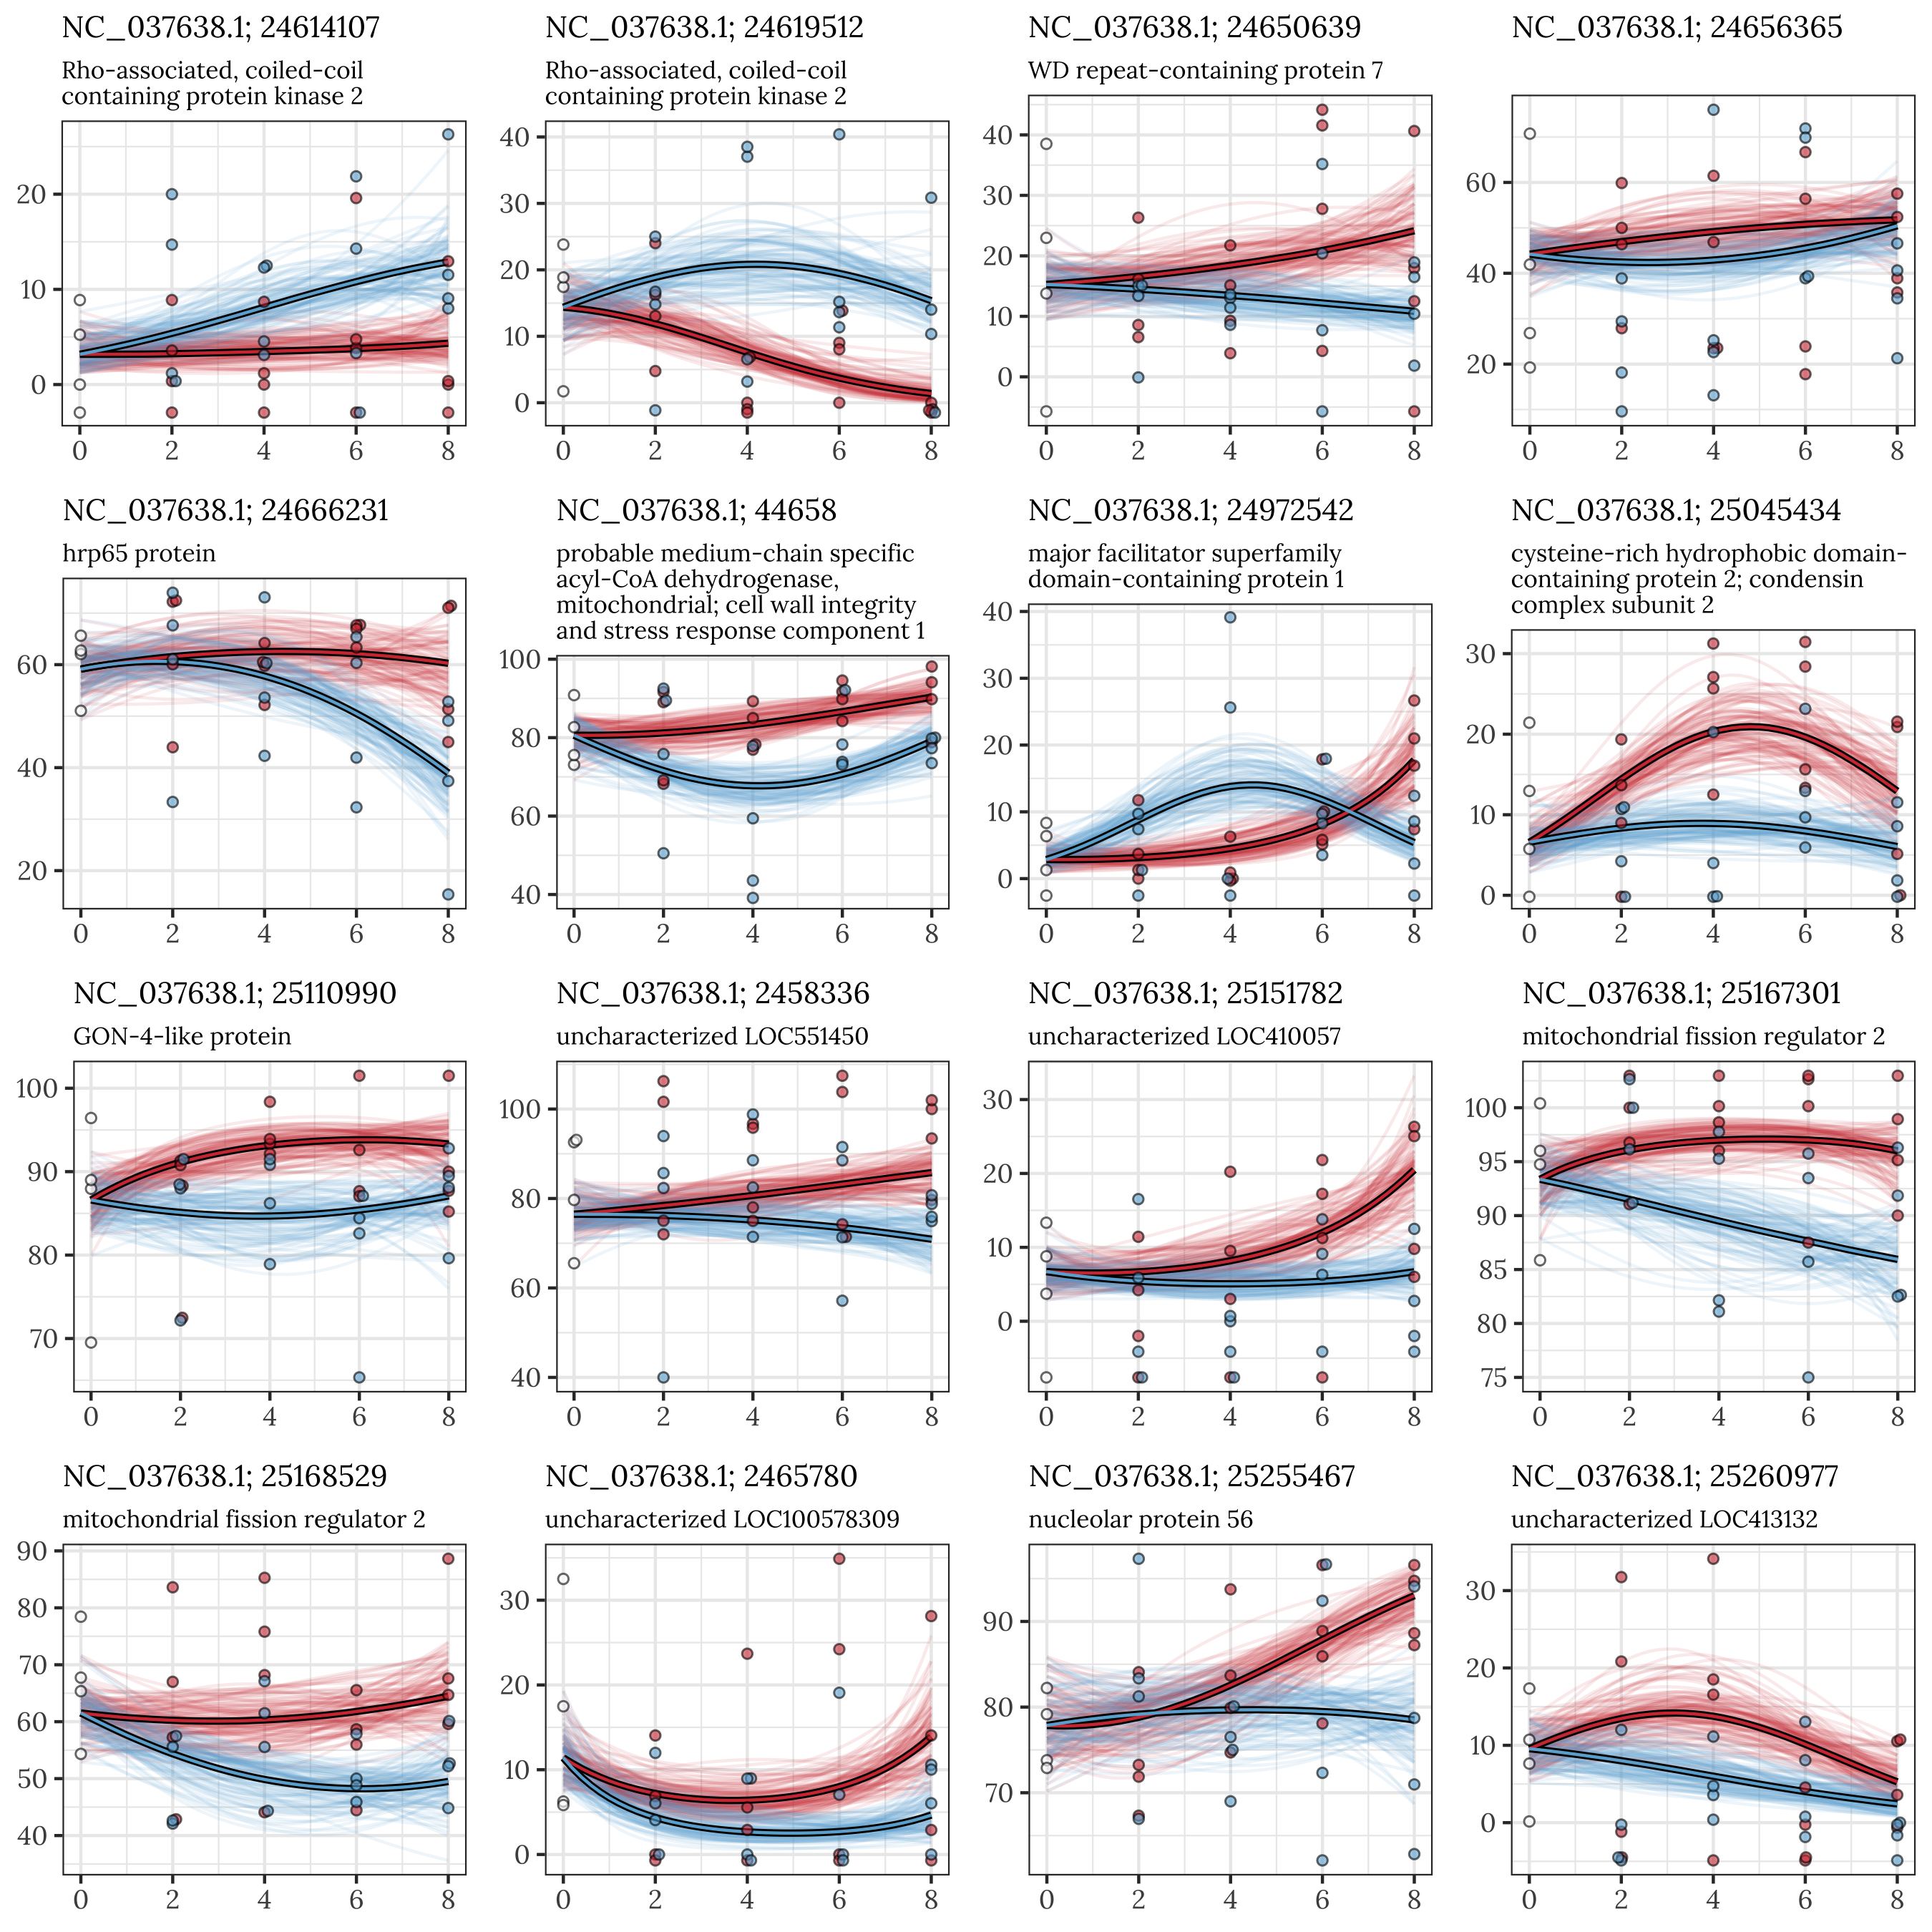 NC_037638.1; 24614107
Rho-associated, coiled-coil
containing protein kinase 2
20
10
0
0 2 4 6 8
NC_037638.1; 24619512
Rho-associated, coiled-coil
containing protein kinase 2
40
30
20
10
0
0 2 4 6 8
NC_037638.1; 24650639
WD repeat-containing protein 7
40
30
20
10
0
0 2 4 6 8
NC_037638.1; 24656365
60
40
20
0 2 4 6 8
NC_037638.1; 24666231
hrp65 protein
60
40
20
0 2 4 6 8
NC_037638.1; 44658
probable medium-chain specific
acyl-CoA dehydrogenase,
mitochondrial; cell wall integrity
and stress response component 1
100
80
60
40
0 2 4 6 8
NC_037638.1; 24972542
major facilitator superfamily
domain-containing protein 1
40
30
20
10
0
0 2 4 6 8
NC_037638.1; 25045434
cysteine-rich hydrophobic domain-
containing protein 2; condensin
complex subunit 2
30
20
10
0
0 2 4 6 8
NC_037638.1; 25110990
GON-4-like protein
100
90
80
70
0 2 4 6 8
NC_037638.1; 2458336
uncharacterized LOC551450
100
80
60
40
0 2 4 6 8
NC_037638.1; 25151782
uncharacterized LOC410057
30
20
10
0
0 2 4 6 8
NC_037638.1; 25167301
mitochondrial fission regulator 2
100
95
90
85
80
75
0 2 4 6 8
NC_037638.1; 25168529
mitochondrial fission regulator 2
90
80
70
60
50
40
0 2 4 6 8
NC_037638.1; 2465780
uncharacterized LOC100578309
30
20
10
0
0 2 4 6 8
NC_037638.1; 25255467
nucleolar protein 56
90
80
70
0 2 4 6 8
NC_037638.1; 25260977
uncharacterized LOC413132
30
20
10
0
0 2 4 6 8